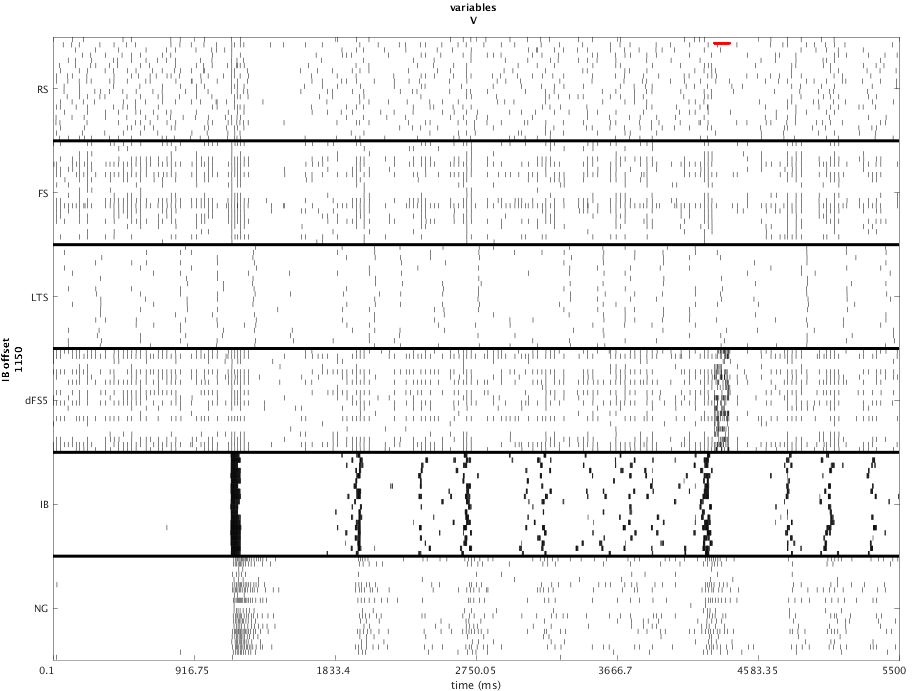 variables
V
RS
FS
LTS
dFS5
IB
NG
IB offset
1150
0.1 916.75 1833.4 2750.05 3666.7 4583.35 5500
time (ms)